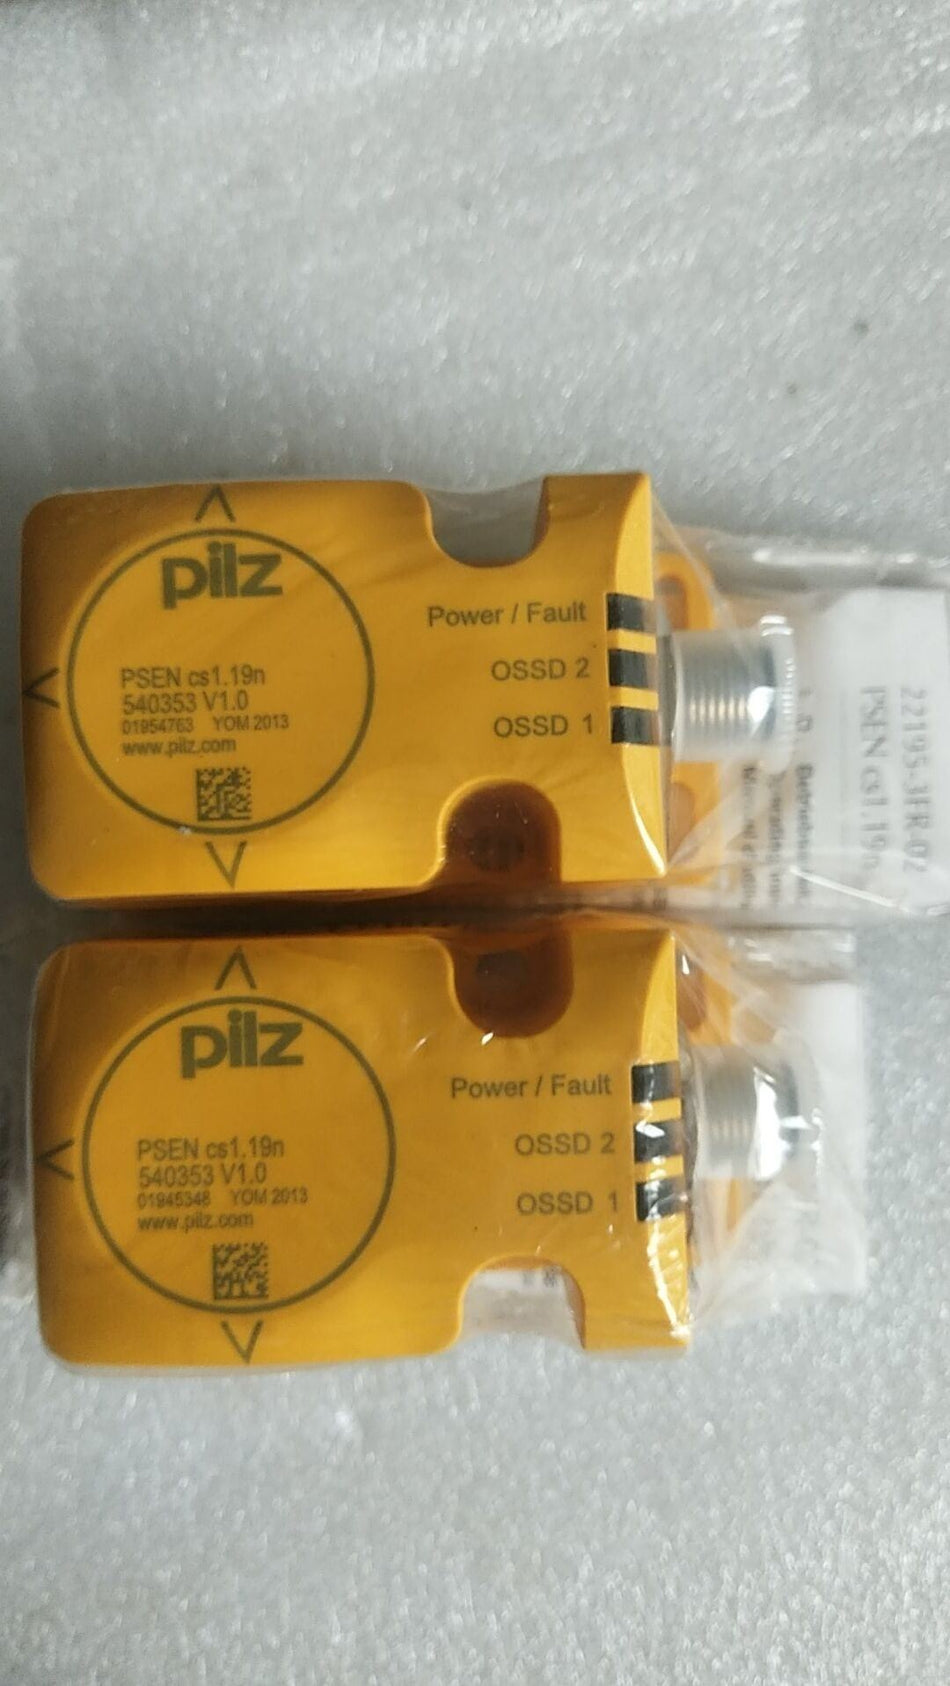 pilz
PSEN cs1.19n
540353 V1.0
01954763 YOM 2013
www.pilz.com
Power / Fault
OSSD 2
OSSD 1
22195-3FR-02
PSEN cs1.19n
pilz
PSEN cs1.19n
540353 V1.0
01945348 YOM 2013
www.pilz.com
Power / Fault
OSSD 2
OSSD 1